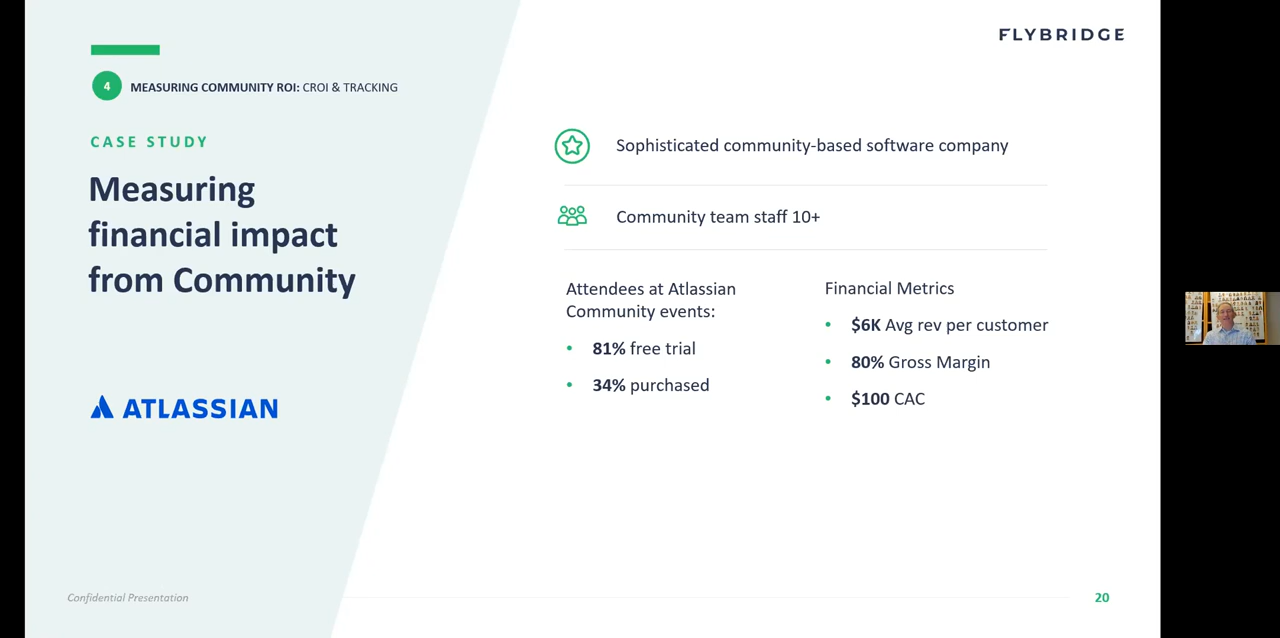 FLYBRIDGE
4
MEASURING COMMUNITY ROI: CROI & TRACKING
CASE STUDY
Measuring
financial impact
from Community
ATLASSIAN
Sophisticated community-based software company
Community team staff 10+
Attendees at Atlassian
Community events:
• 81% free trial
• 34% purchased
Financial Metrics
• $6K Avg rev per customer
• 80% Gross Margin
• $100 CAC
Confidential Presentation
20